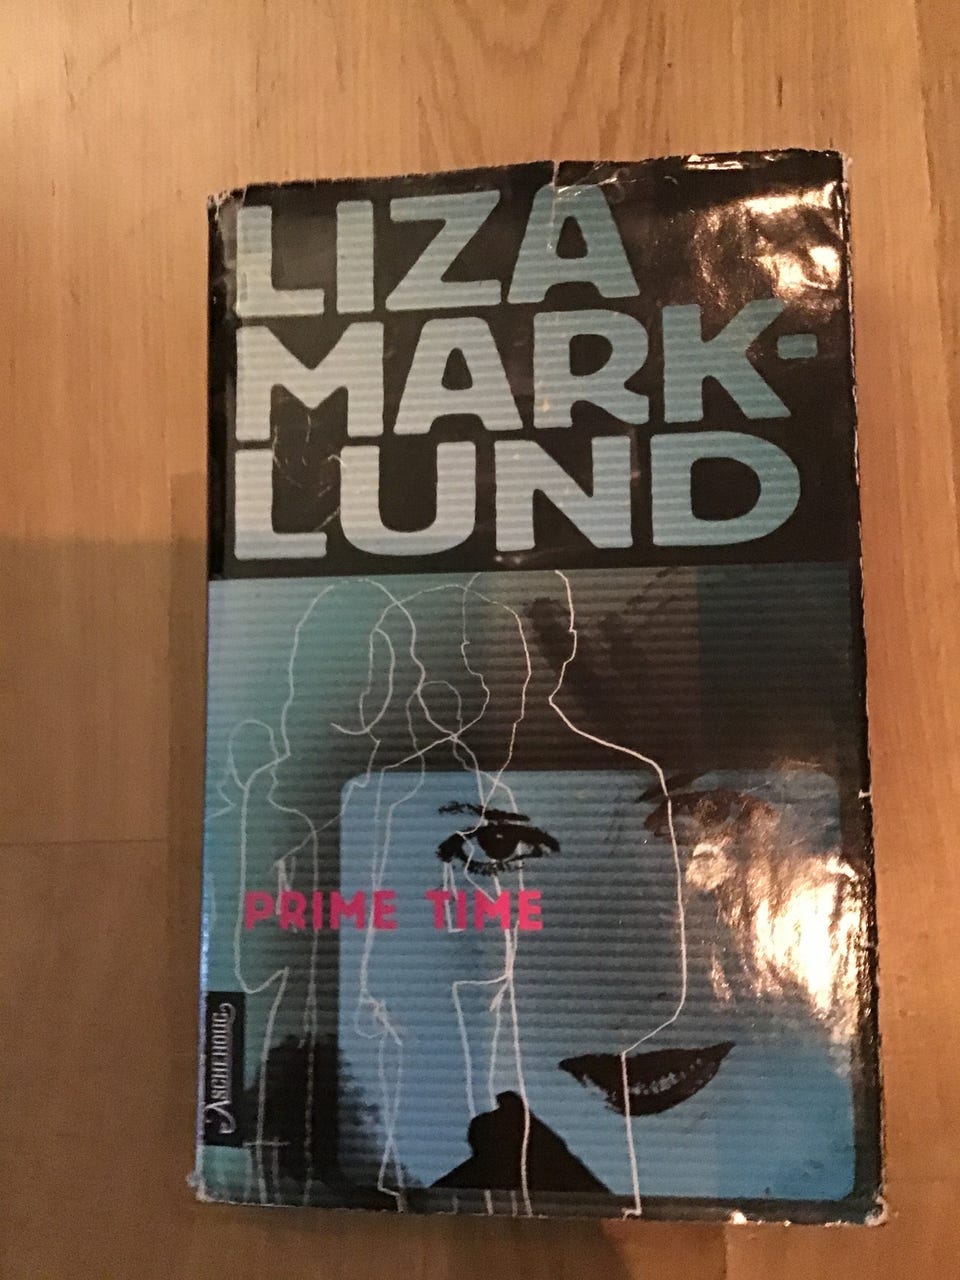 LIZA
MARK-
LUND
PRIME TIME
ASCHEHOUG